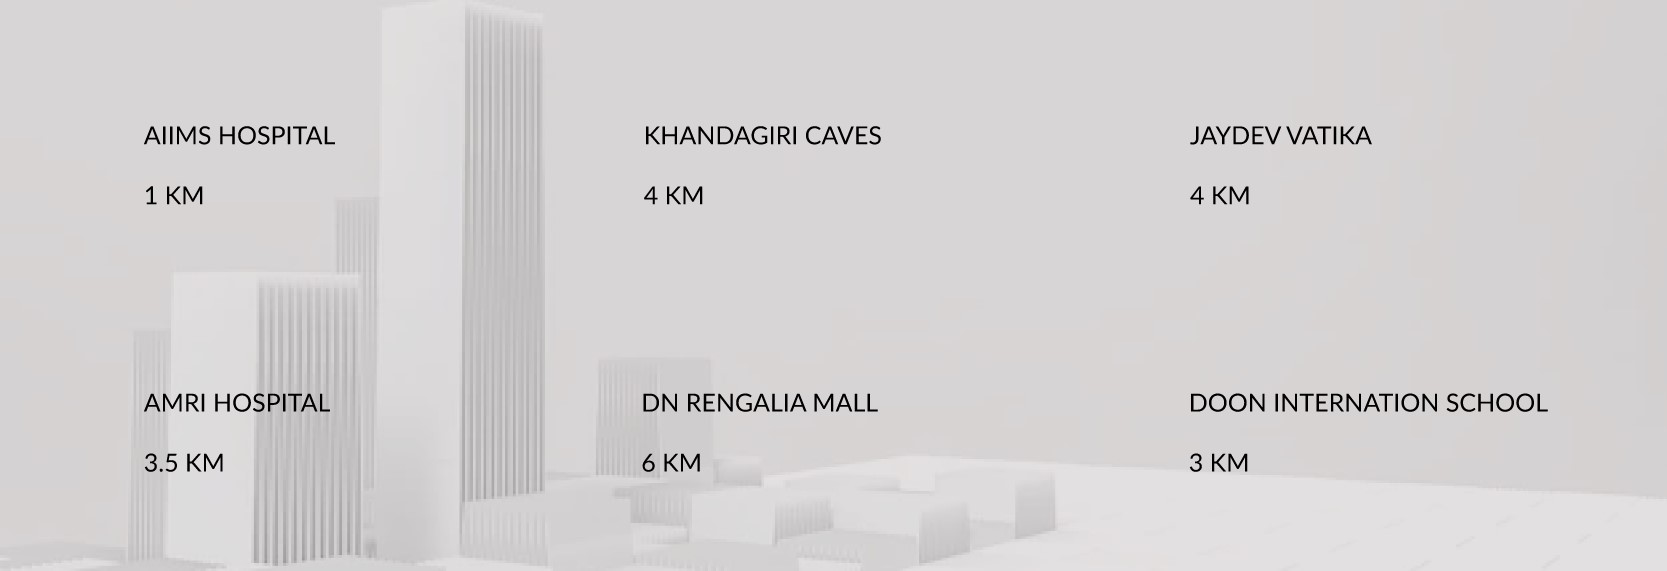 AIIMS HOSPITAL
1 KM
KHANDAGIRI CAVES
4 KM
JAYDEV VATIKA
4 KM
AMRI HOSPITAL
3.5 KM
DN RENGALIA MALL
6 KM
DOON INTERNATION SCHOOL
3 KM